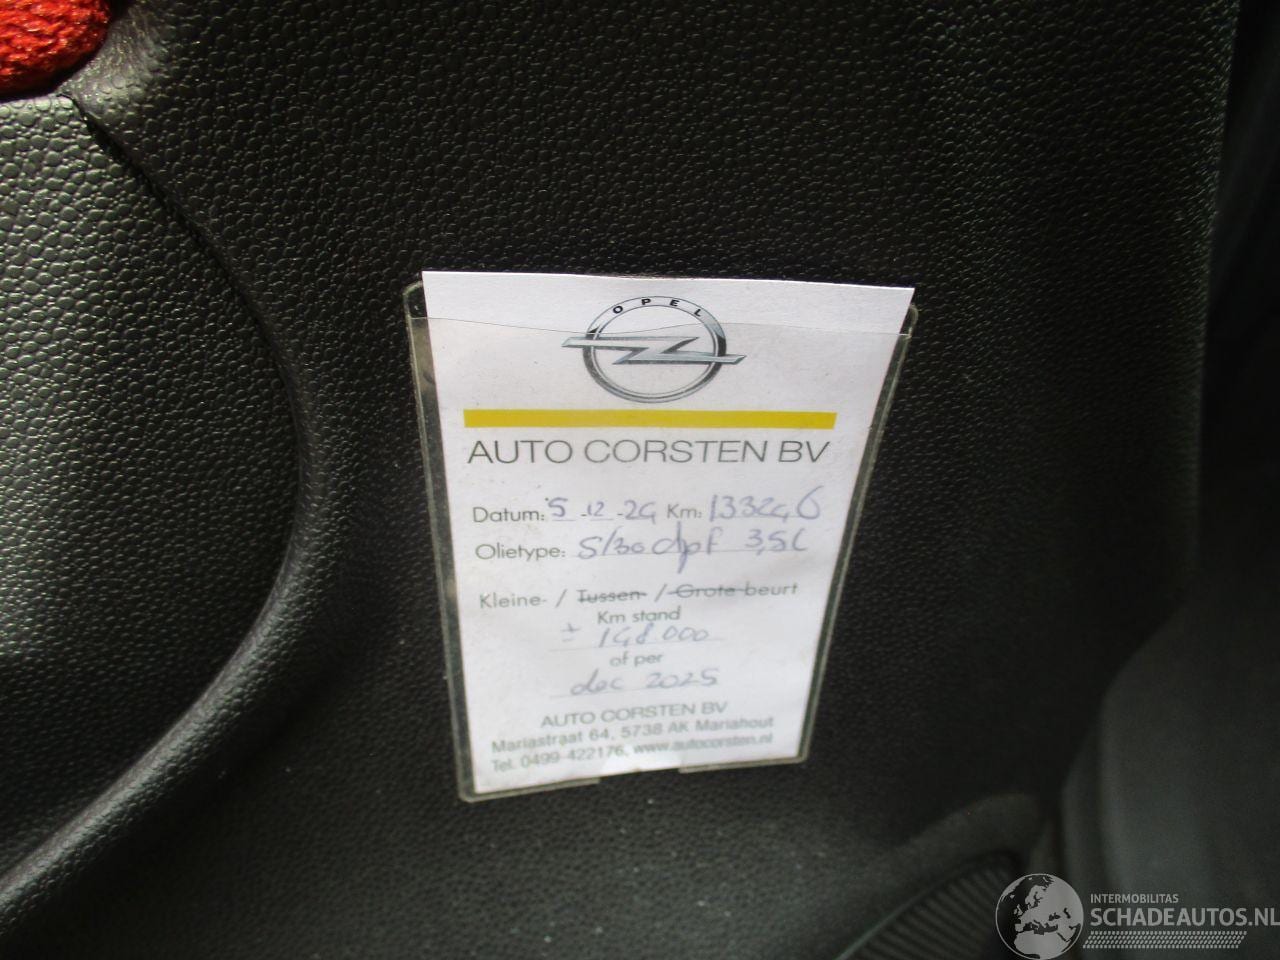 OPEL
AUTO CORSTEN BV
Datum: 5-12-24 Km: 133246
Olietype: 5/30 dpf 3,5L
Kleine- / Tussen- / Grote-beurt
Km stand
± 148 000
of per
dec 2025
AUTO CORSTEN BV
Mariastraat 64, 5738 AK Mariahout
Tel. 0499-422176, www.autocorsten.nl
INTERMOBILITAS
SCHADEAUTOS.NL